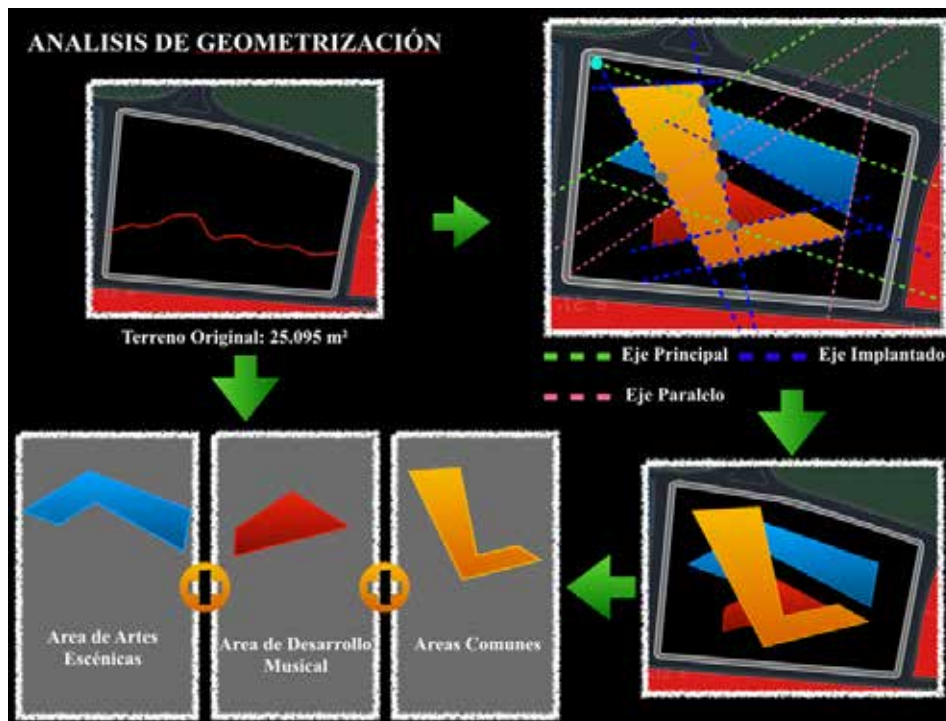 ANALISIS DE GEOMETRIZACIÓN
Terreno Original: 25.095 m²
Eje Principal
Eje Implantado
Eje Paralelo
Area de Artes
Escénicas
Area de Desarrollo
Musical
Areas Comunes